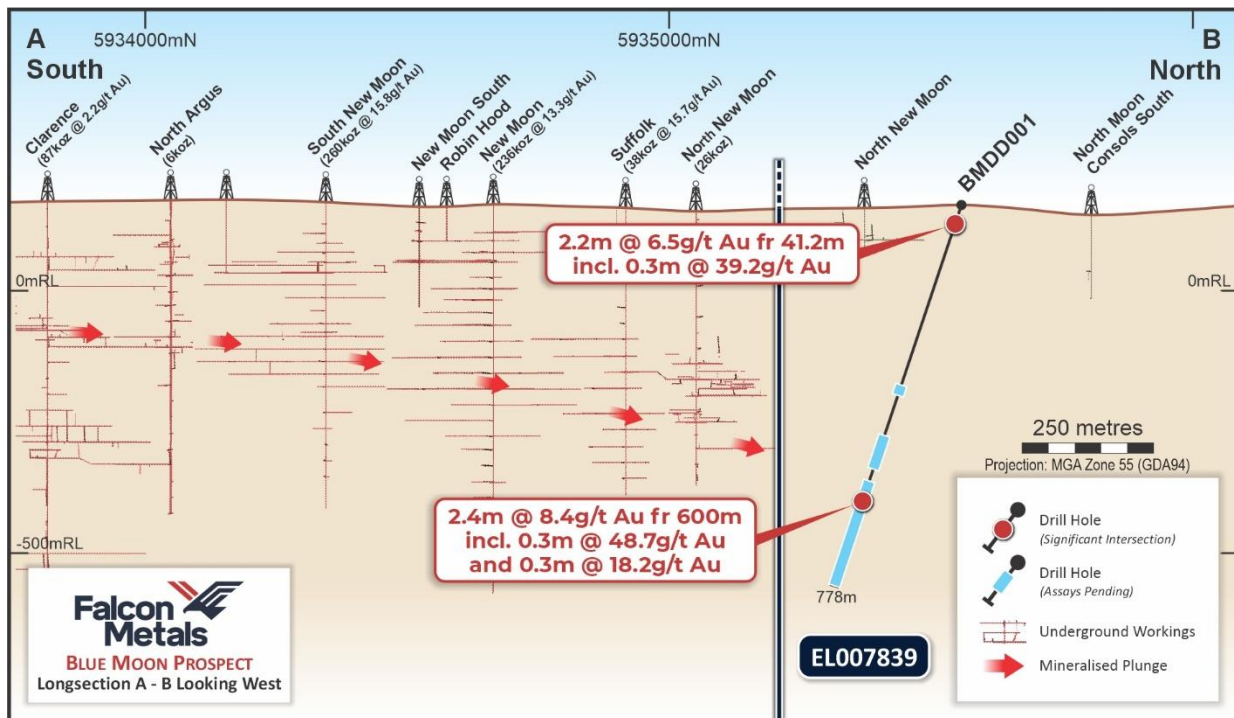 A
South
5934000mN
5935000mN
B
North
Clarence
(87koz @ 2.2g/t Au)
North Argus
(6koz)
South New Moon
(260koz @ 15.8g/t Au)
New Moon South
Robin Hood
New Moon
(236koz @ 13.3g/t Au)
Suffolk
(38koz @ 15.7g/t Au)
North New Moon
(26koz)
North New Moon
BMDD001
North Moon
Consols South
2.2m @ 6.5g/t Au fr 41.2m
incl. 0.3m @ 39.2g/t Au
0mRL
0mRL
250 metres
Projection: MGA Zone 55 (GDA94)
2.4m @ 8.4g/t Au fr 600m
incl. 0.3m @ 48.7g/t Au
and 0.3m @ 18.2g/t Au
-500mRL
778m
Falcon
Metals
BLUE MOON PROSPECT
Longsection A - B Looking West
EL007839
Drill Hole
(Significant Intersection)
Drill Hole
(Assays Pending)
Underground Workings
Mineralised Plunge